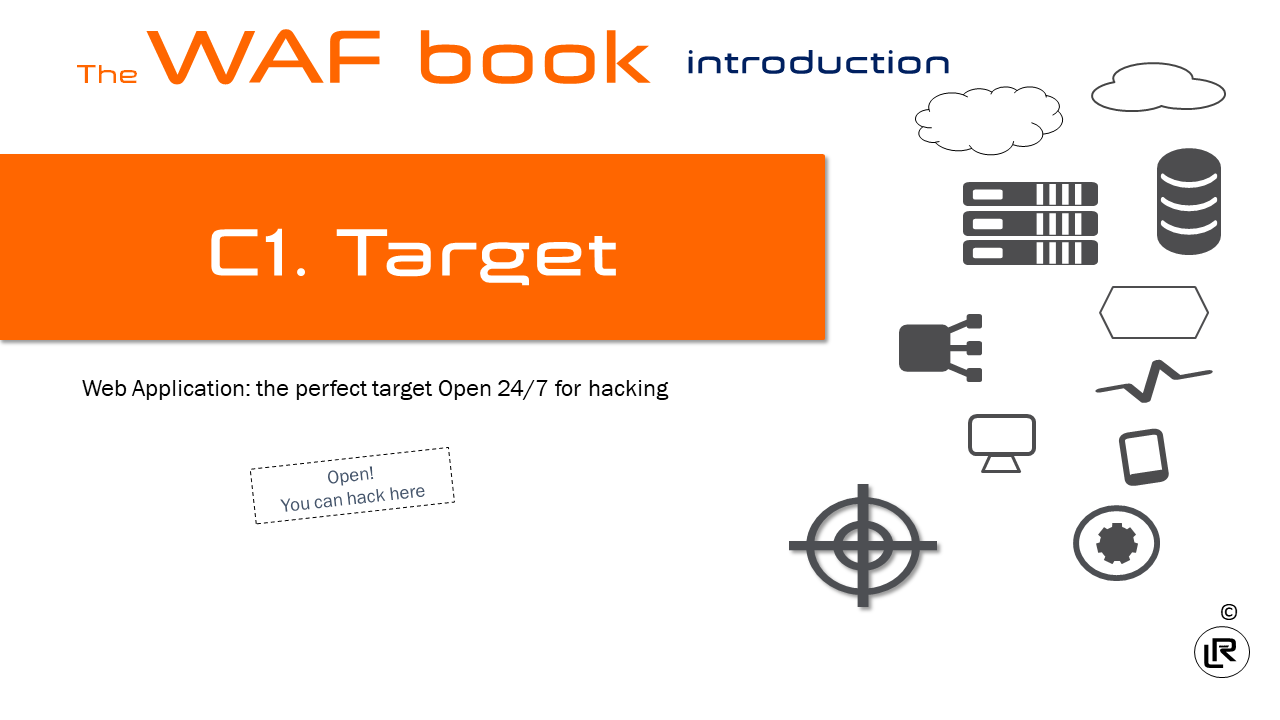 The WAF book introduction
C1. Target
Web Application: the perfect target Open 24/7 for hacking
Open!
You can hack here
©
LR